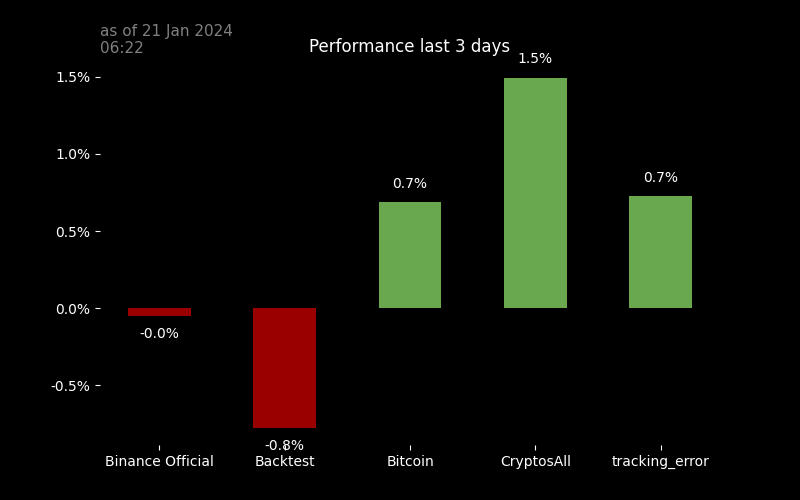 as of 21 Jan 2024
06:22
Performance last 3 days
1.5%
1.5%
1.0%
0.7%
0.7%
0.5%
0.0%
-0.0%
-0.5%
-0.8%
Binance Official
Backtest
Bitcoin
CryptosAll
tracking_error